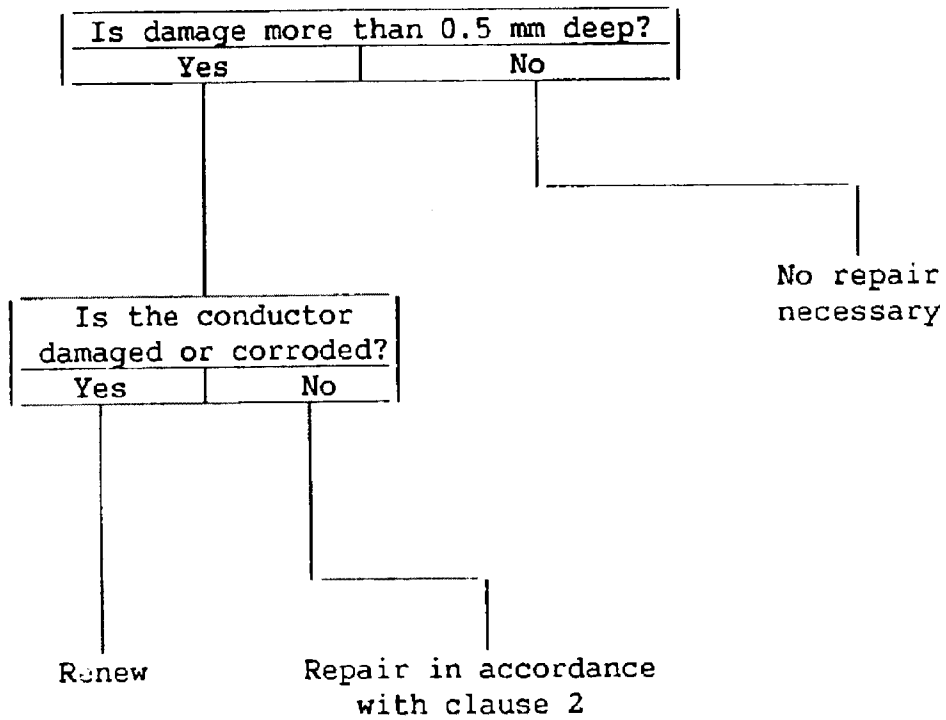 Is damage more than 0.5 mm deep?
Yes No
No repair
necessary
Is the conductor
damaged or corroded?
Yes No
Renew
Repair in accordance
with clause 2